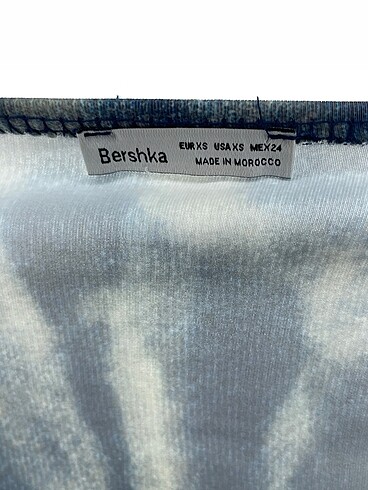 Bershka
EUR XS USA XS MEX 24
MADE IN MOROCCO